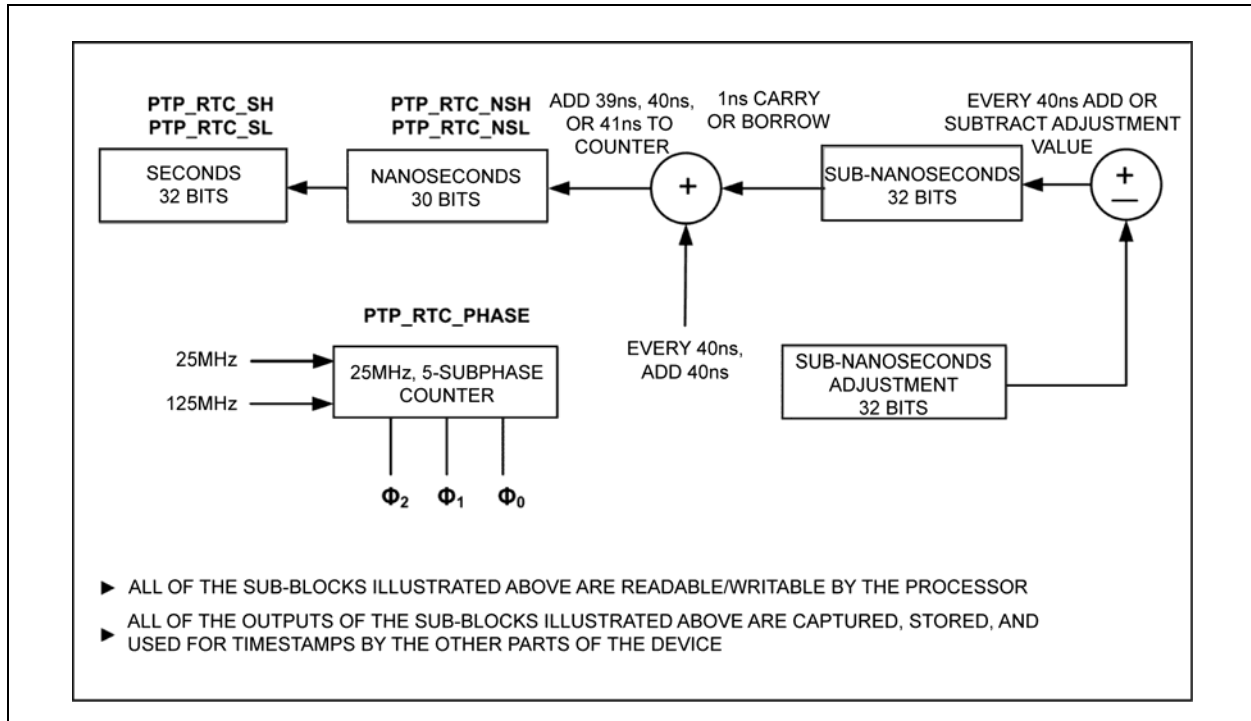 PTP_RTC_SH
PTP_RTC_SL
PTP_RTC_NSH
PTP_RTC_NSL
ADD 39ns, 40ns,
OR 41ns TO
COUNTER
1ns CARRY
OR BORROW
EVERY 40ns ADD OR
SUBTRACT ADJUSTMENT
VALUE
SECONDS
32 BITS
NANOSECONDS
30 BITS
+
SUB-NANOSECONDS
32 BITS
+
—
PTP_RTC_PHASE
25MHz
125MHz
25MHz, 5-SUBPHASE
COUNTER
EVERY 40ns,
ADD 40ns
SUB-NANOSECONDS
ADJUSTMENT
32 BITS
Φ₂ Φ₁ Φ₀
► ALL OF THE SUB-BLOCKS ILLUSTRATED ABOVE ARE READABLE/WRITABLE BY THE PROCESSOR
► ALL OF THE OUTPUTS OF THE SUB-BLOCKS ILLUSTRATED ABOVE ARE CAPTURED, STORED, AND
USED FOR TIMESTAMPS BY THE OTHER PARTS OF THE DEVICE